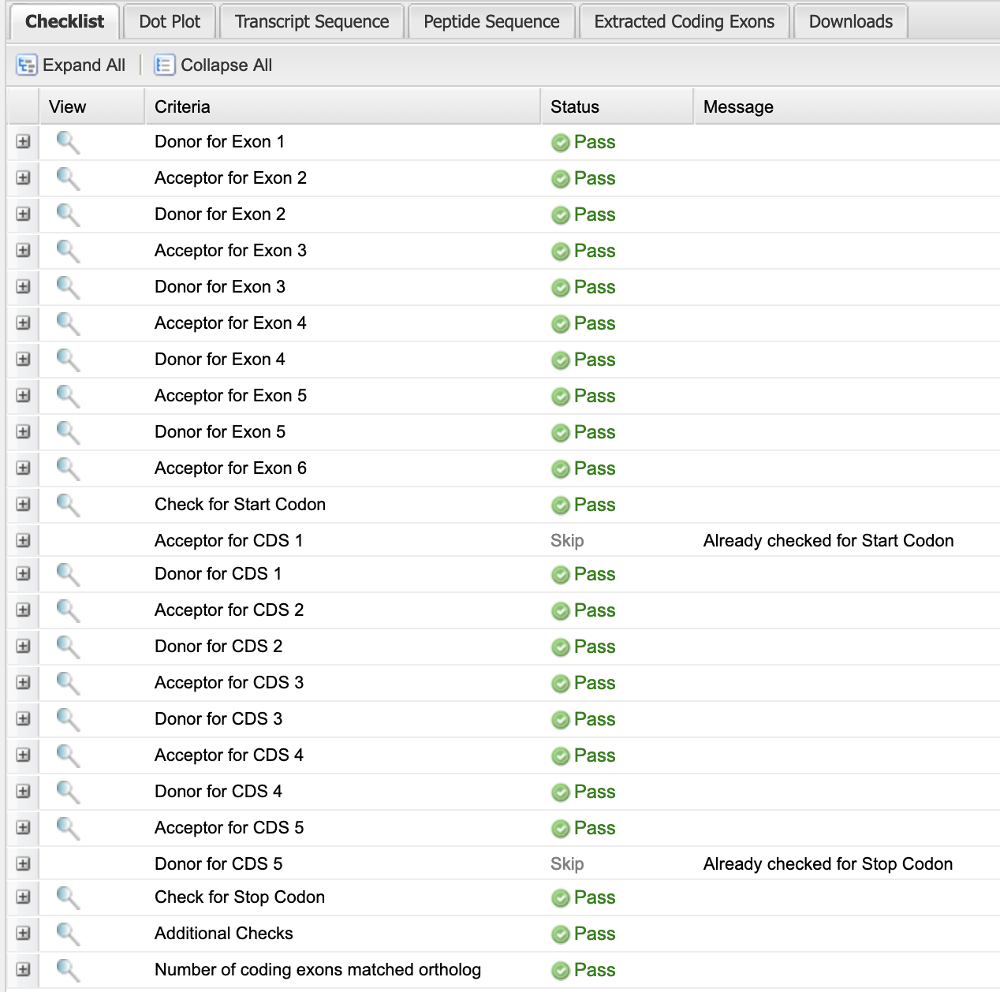 Checklist Dot Plot Transcript Sequence Peptide Sequence Extracted Coding Exons Downloads
Expand All Collapse All
View Criteria Status Message
Donor for Exon 1 Pass
Acceptor for Exon 2 Pass
Donor for Exon 2 Pass
Acceptor for Exon 3 Pass
Donor for Exon 3 Pass
Acceptor for Exon 4 Pass
Donor for Exon 4 Pass
Acceptor for Exon 5 Pass
Donor for Exon 5 Pass
Acceptor for Exon 6 Pass
Check for Start Codon Pass
Acceptor for CDS 1 Skip Already checked for Start Codon
Donor for CDS 1 Pass
Acceptor for CDS 2 Pass
Donor for CDS 2 Pass
Acceptor for CDS 3 Pass
Donor for CDS 3 Pass
Acceptor for CDS 4 Pass
Donor for CDS 4 Pass
Acceptor for CDS 5 Pass
Donor for CDS 5 Skip Already checked for Stop Codon
Check for Stop Codon Pass
Additional Checks Pass
Number of coding exons matched ortholog Pass